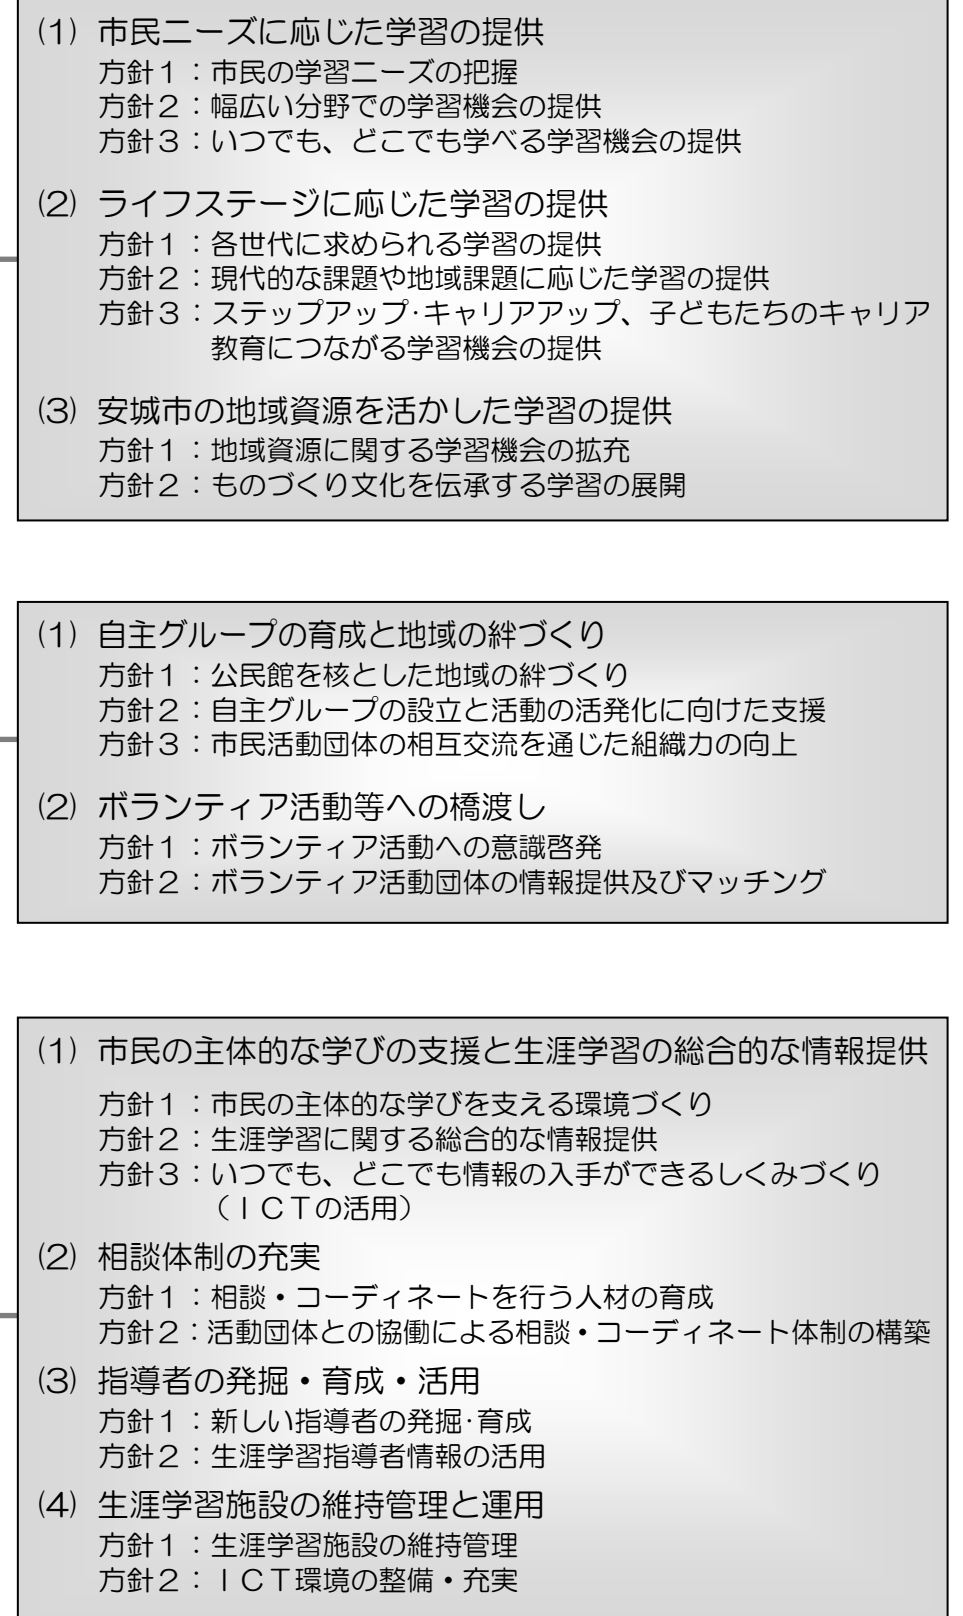 (1) 市民ニーズに応じた学習の提供
方針１：市民の学習ニーズの把握
方針２：幅広い分野での学習機会の提供
方針３：いつでも、どこでも学べる学習機会の提供
(2) ライフステージに応じた学習の提供
方針１：各世代に求められる学習の提供
方針２：現代的な課題や地域課題に応じた学習の提供
方針３：ステップアップ･キャリアアップ、子どもたちのキャリア
教育につながる学習機会の提供
(3) 安城市の地域資源を活かした学習の提供
方針１：地域資源に関する学習機会の拡充
方針２：ものづくり文化を伝承する学習の展開
(1) 自主グループの育成と地域の絆づくり
方針１：公民館を核とした地域の絆づくり
方針２：自主グループの設立と活動の活発化に向けた支援
方針３：市民活動団体の相互交流を通じた組織力の向上
(2) ボランティア活動等への橋渡し
方針１：ボランティア活動への意識啓発
方針２：ボランティア活動団体の情報提供及びマッチング
(1) 市民の主体的な学びの支援と生涯学習の総合的な情報提供
方針１：市民の主体的な学びを支える環境づくり
方針２：生涯学習に関する総合的な情報提供
方針３：いつでも、どこでも情報の入手ができるしくみづくり
（ＩＣＴの活用）
(2) 相談体制の充実
方針１：相談・コーディネートを行う人材の育成
方針２：活動団体との協働による相談・コーディネート体制の構築
(3) 指導者の発掘・育成・活用
方針１：新しい指導者の発掘･育成
方針２：生涯学習指導者情報の活用
(4) 生涯学習施設の維持管理と運用
方針１：生涯学習施設の維持管理
方針２：ＩＣＴ環境の整備・充実